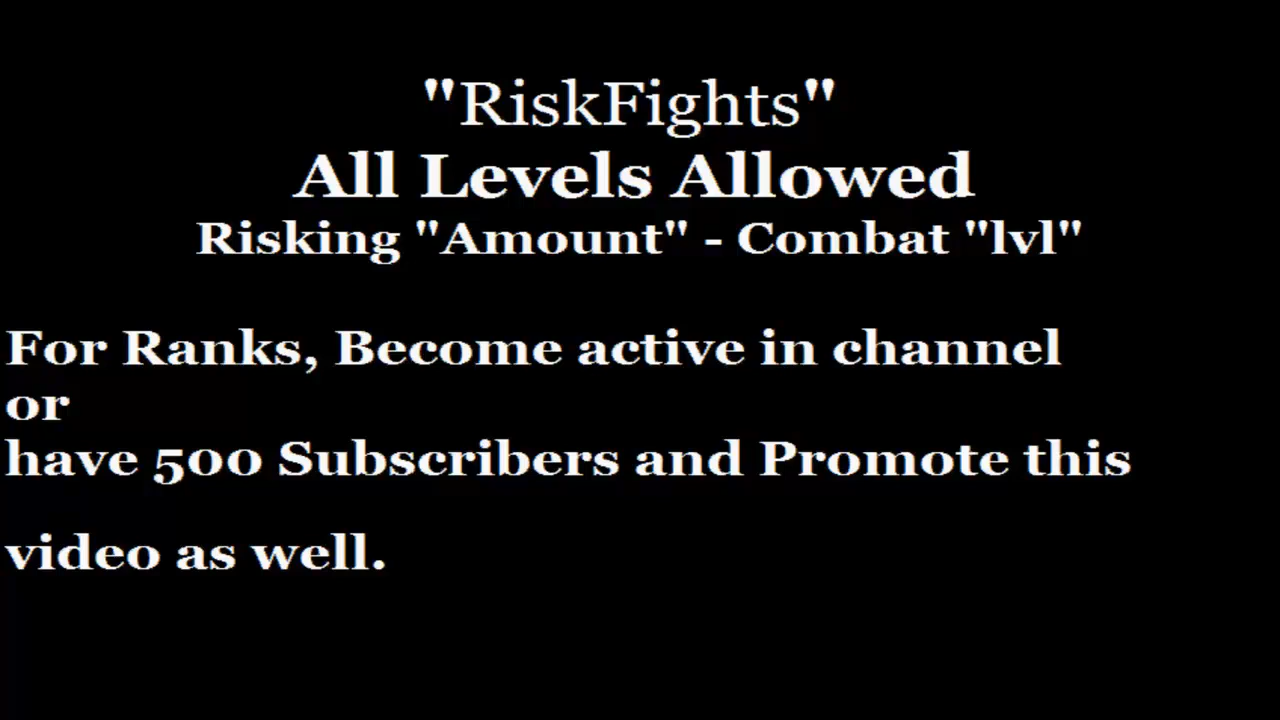 "RiskFights"
All Levels Allowed
Risking "Amount" - Combat "lvl"
For Ranks, Become active in channel
or
have 500 Subscribers and Promote this
video as well.